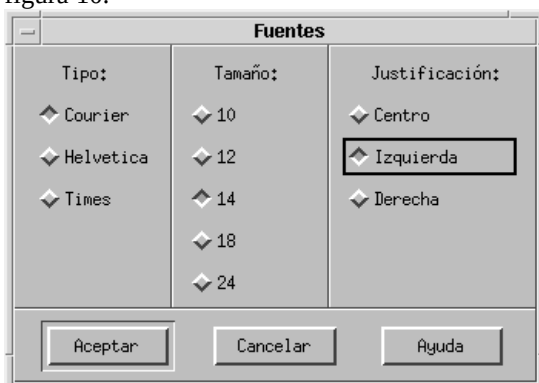 figura 10.
Fuentes
Tipo:
Courier
Helvetica
Times
Tamaño:
10
12
14
18
24
Justificación:
Centro
Izquierda
Derecha
Aceptar
Cancelar
Ayuda